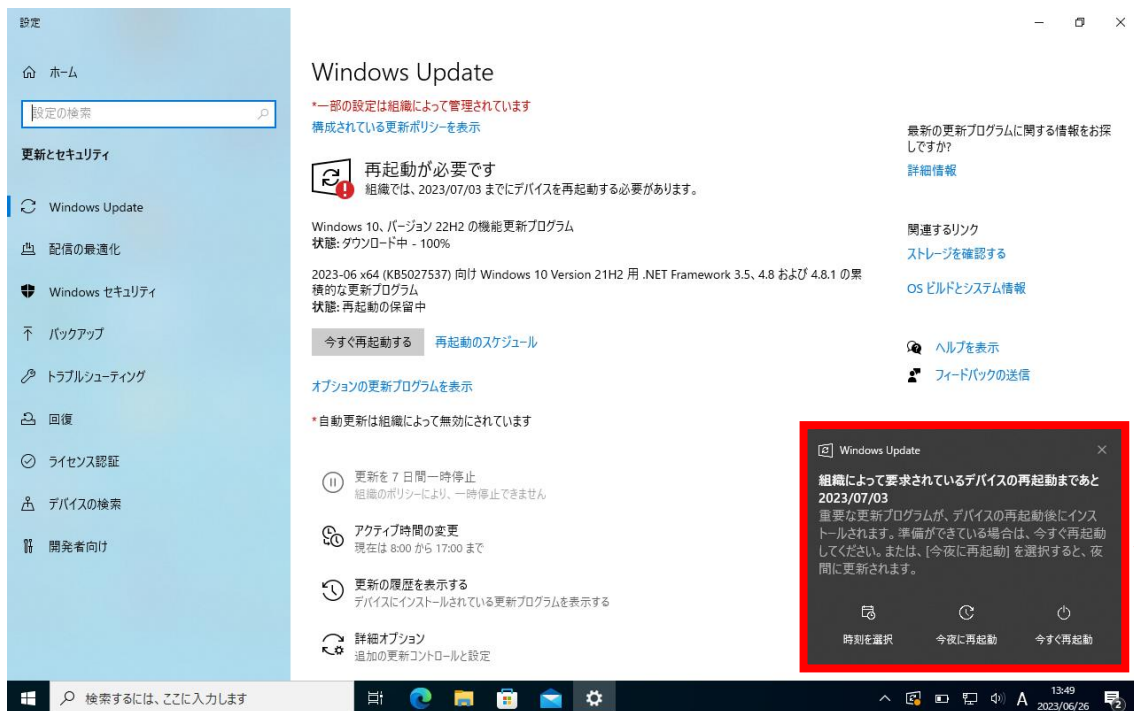 設定
ホーム
設定の検索
更新とセキュリティ
Windows Update
配信の最適化
Windows セキュリティ
バックアップ
トラブルシューティング
回復
ライセンス認証
デバイスの検索
開発者向け
Windows Update
*一部の設定は組織によって管理されています
構成されている更新ポリシーを表示
再起動が必要です
組織では、2023/07/03 までにデバイスを再起動する必要があります。
Windows 10、バージョン 22H2 の機能更新プログラム
状態: ダウンロード中 - 100%
2023-06 x64 (KB5027537) 向け Windows 10 Version 21H2 用 .NET Framework 3.5、4.8 および 4.8.1 の累
積的な更新プログラム
状態: 再起動の保留中
今すぐ再起動する 再起動のスケジュール
オプションの更新プログラムを表示
*自動更新は組織によって無効にされています
更新を 7 日間一時停止
組織のポリシーにより、一時停止できません
アクティブ時間の変更
現在は 8:00 から 17:00 まで
更新の履歴を表示する
デバイスにインストールされている更新プログラムを表示する
詳細オプション
追加の更新コントロールと設定
最新の更新プログラムに関する情報をお探
しですか?
詳細情報
関連するリンク
ストレージを確認する
OS ビルドとシステム情報
ヘルプを表示
フィードバックの送信
Windows Update
組織によって要求されているデバイスの再起動まであと
2023/07/03
重要な更新プログラムが、デバイスの再起動後にインス
トールされます。準備ができている場合は、今すぐ再起動
してください。または、[今夜に再起動] を選択すると、夜
間に更新されます。
時刻を選択 今夜に再起動 今すぐ再起動
検索するには、ここに入力します
A
13:49
2023/06/26
2